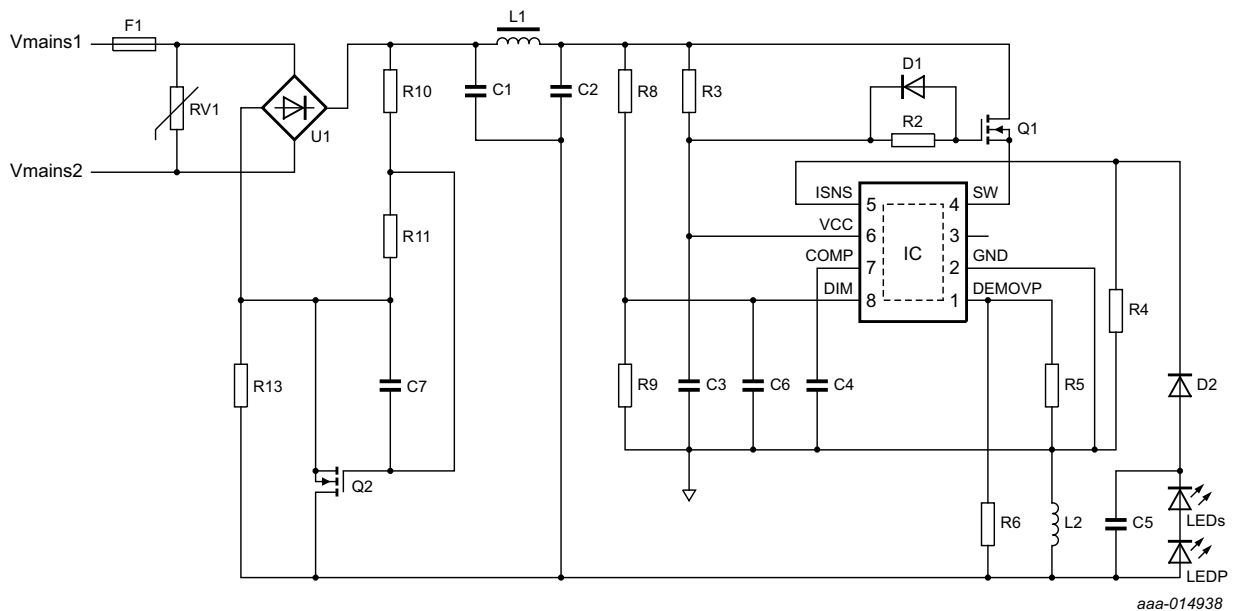 L1
F1
Vmains1
D1
R10
C1
C2
R8
R3
RV1
R2
U1
Q1
Vmains2
ISNS
5
4
SW
R11
VCC
6
3
COMP
IC
GND
7
2
DIM
DEMOVP
8
1
R4
R13
C7
R9
C3
C6
C4
R5
D2
Q2
R6
L2
C5
LEDs
LEDP
aaa-014938